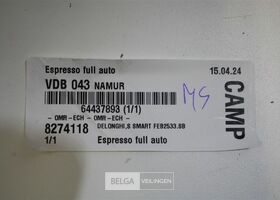 Espresso full auto
15.04.24
VDB 043 NAMUR
64437893 (1/1)
- OMR-ECH - - OMR-ECH -
8274118 DELONGHI,S SMART FEB2533.SB
1/1 Espresso full auto
CAMP
MS
BELGA VEILINGEN